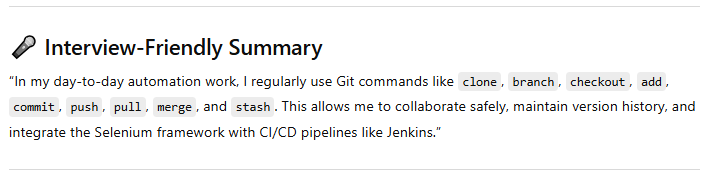 🎤 Interview-Friendly Summary
“In my day-to-day automation work, I regularly use Git commands like clone, branch, checkout, add,
commit, push, pull, merge, and stash. This allows me to collaborate safely, maintain version history, and
integrate the Selenium framework with CI/CD pipelines like Jenkins.”